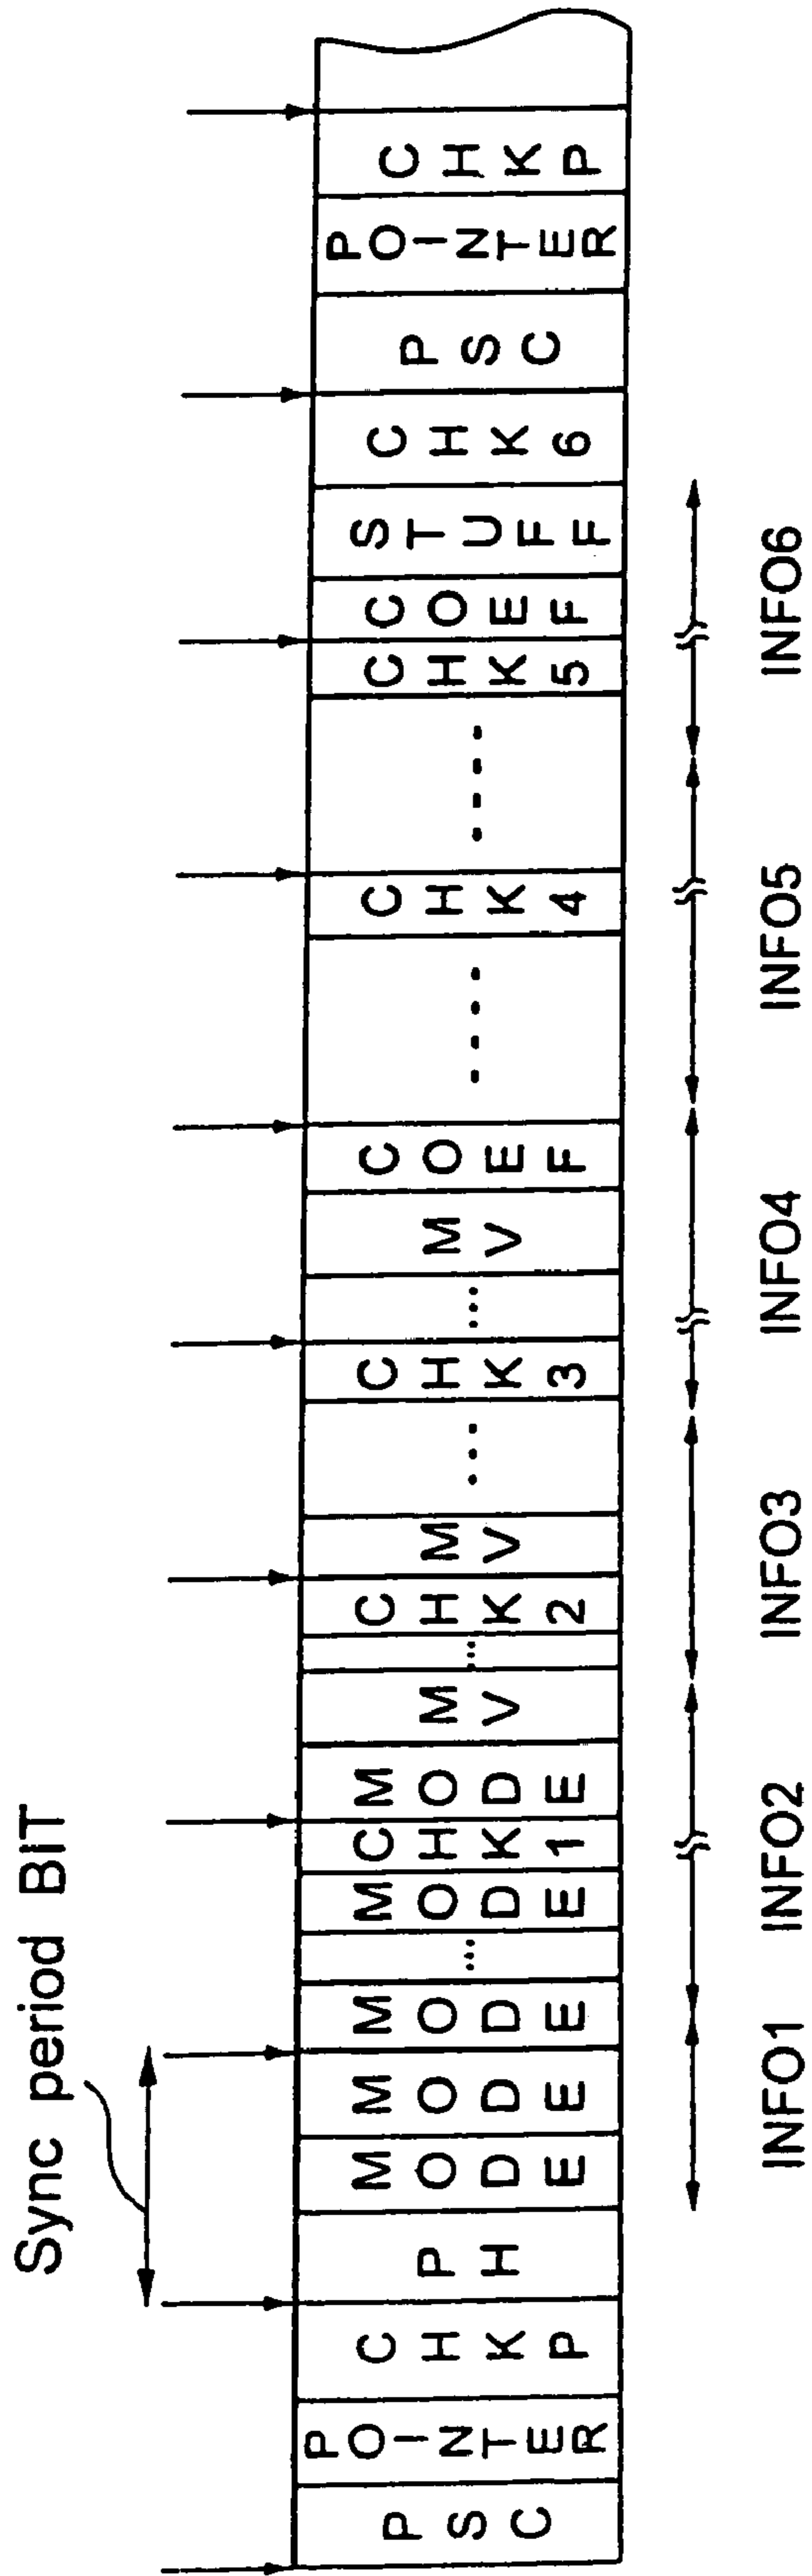 Sync period BIT
PSC
POINTER
CHKP
PH
MODE
MODE
MODE
...
MODE
CHK1
MODE
MV
...
CHK2
MV
...
CHK3
...
MV
COEF
....
CHK4
....
CHK5
COEF
STUFF
CHK6
PSC
POINTER
CHKP
INFO1
INFO2
INFO3
INFO4
INFO5
INFO6